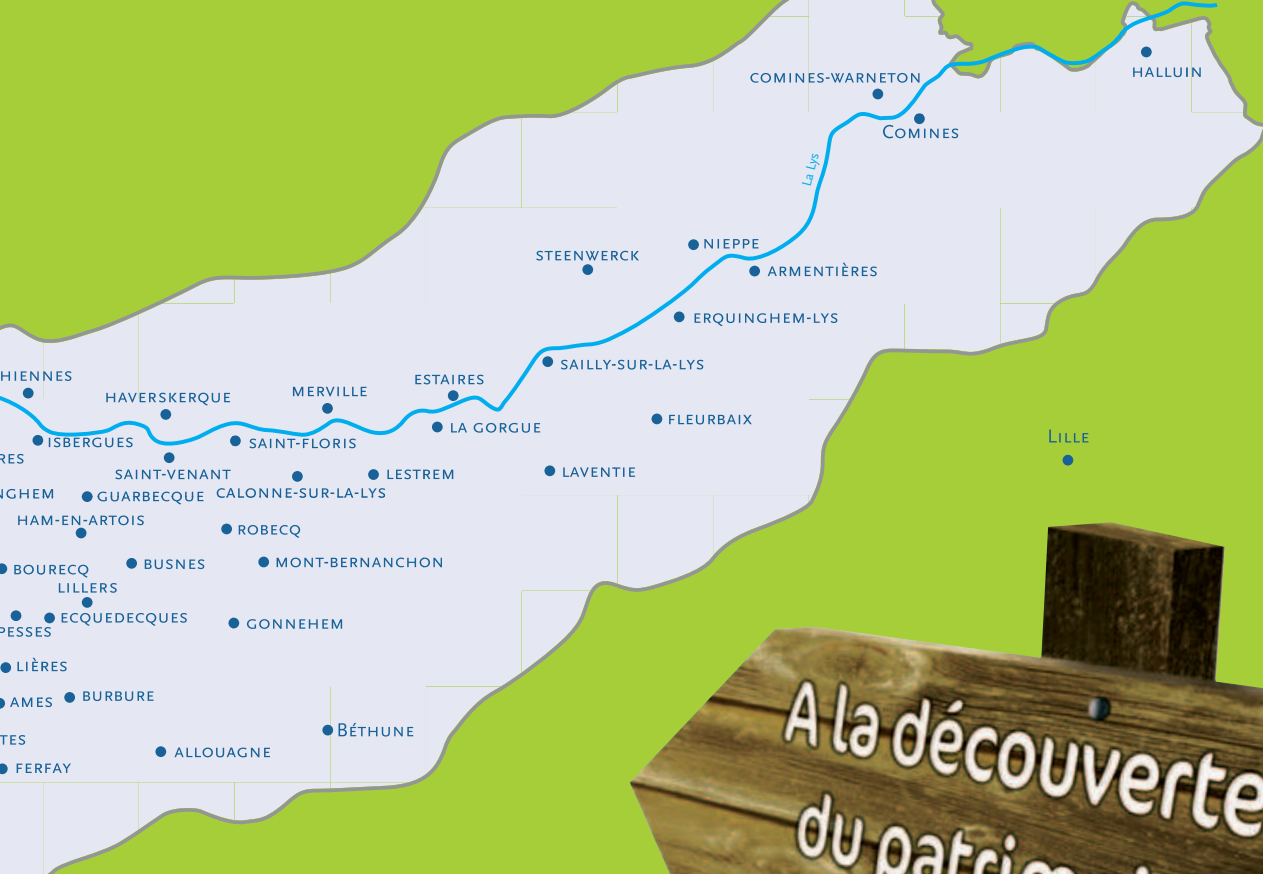 COMINES-WARNETON
HALLUIN
COMINES
La Lys
NIEPPE
STEENWERCK
ARMENTIÈRES
ERQUINGHEM-LYS
SAILLY-SUR-LA-LYS
HIENNES
ESTAIRES
MERVILLE
HAVERSKERQUE
FLEURBAIX
LA GORGUE
LILLE
ISBERGUES
SAINT-FLORIS
RES
SAINT-VENANT
LESTREM
LAVENTIE
NGHEM
GUARBECQUE
CALONNE-SUR-LA-LYS
HAM-EN-ARTOIS
ROBECQ
BOURECQ
BUSNES
MONT-BERNANCHON
LILLERS
ECQUEDECQUES
PESSES
GONNEHEM
LIÈRES
AMES
BURBURE
BÉTHUNE
TES
ALLOUAGNE
FERFAY
A la découverte
du patrim